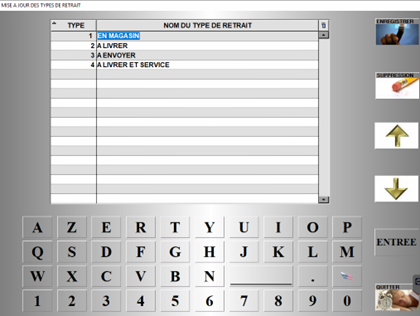 MISE A JOUR DES TYPES DE RETRAIT
TYPE NOM DU TYPE DE RETRAIT
1 EN MAGASIN
2 A LIVRER
3 A ENVOYER
4 A LIVRER ET SERVICE
ENREGISTRER
SUPPRESSION
A Z E R T Y U I O P
Q S D F G H J K L M
ENTREE
W X C V B N _ .
1 2 3 4 5 6 7 8 9 0
QUITTER